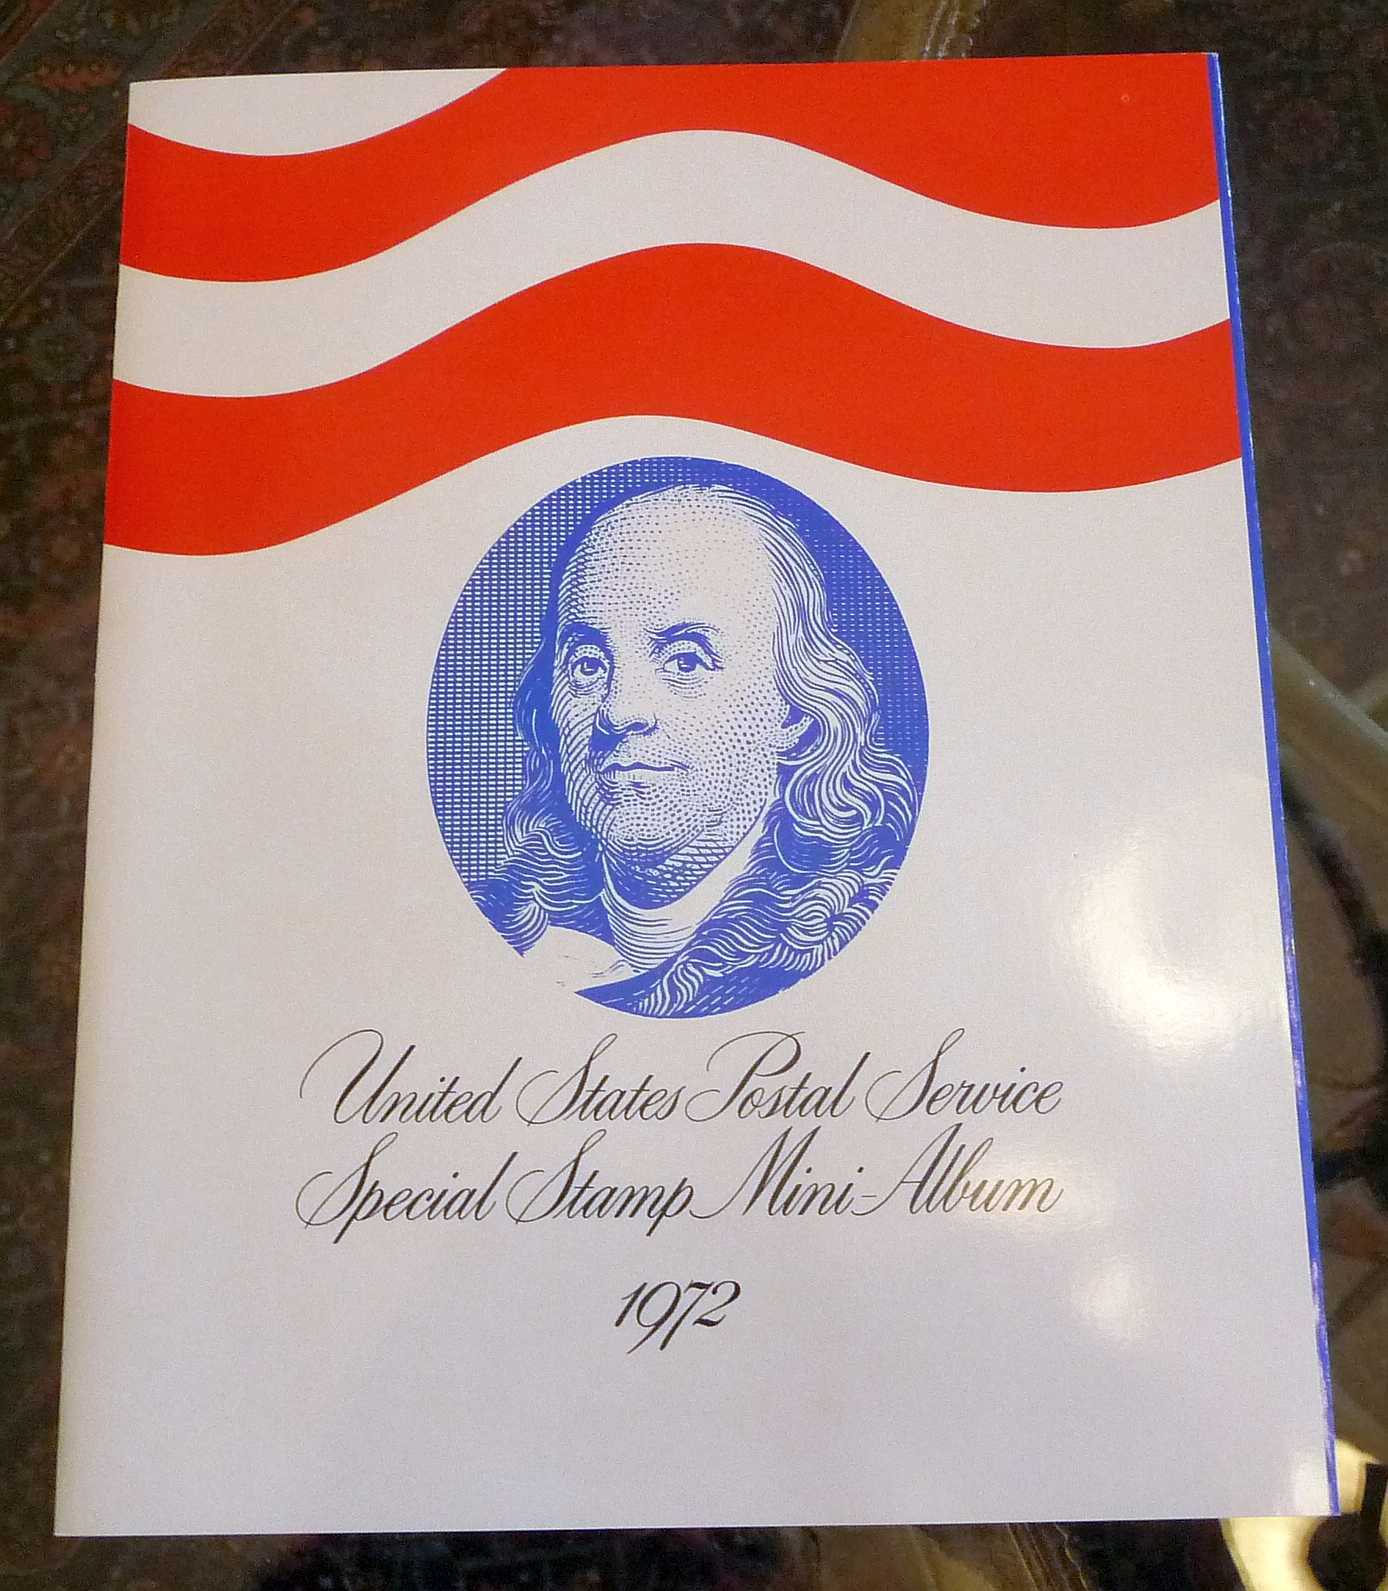 United States Postal Service
Special Stamp Mini-Album
1972